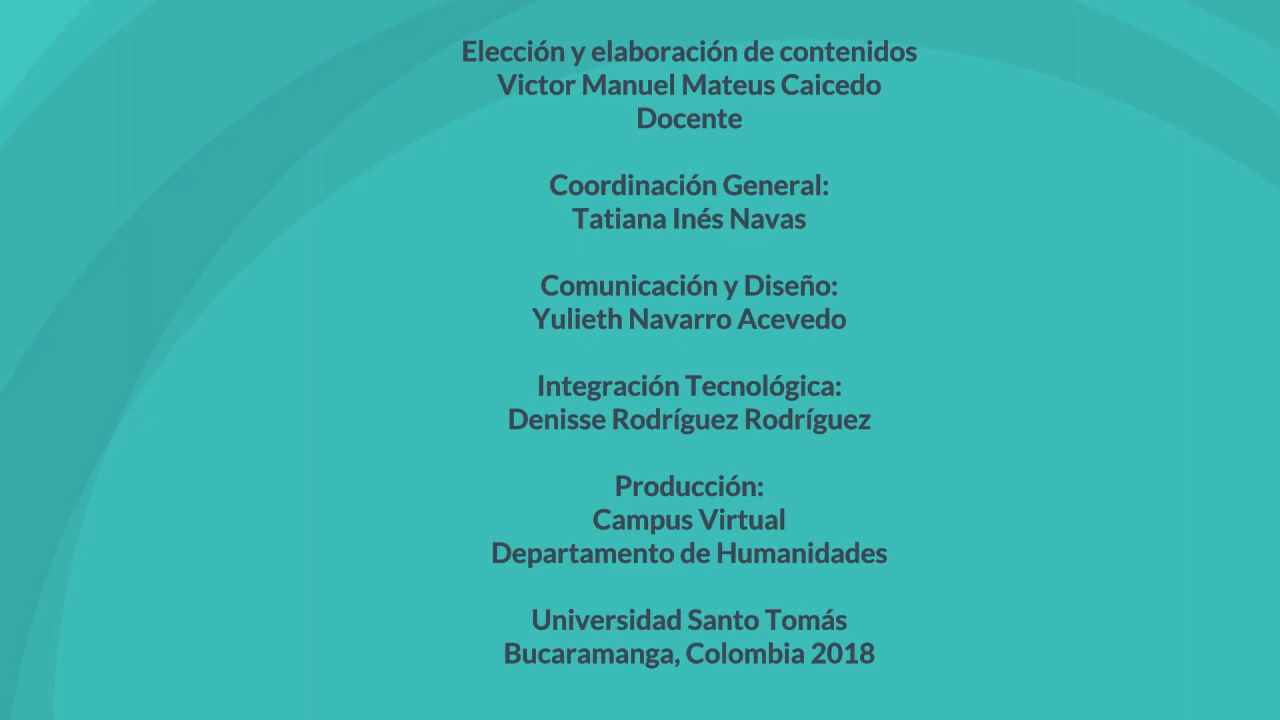 Elección y elaboración de contenidos
Victor Manuel Mateus Caicedo
Docente
Coordinación General:
Tatiana Inés Navas
Comunicación y Diseño:
Yulieth Navarro Acevedo
Integración Tecnológica:
Denisse Rodríguez Rodríguez
Producción:
Campus Virtual
Departamento de Humanidades
Universidad Santo Tomás
Bucaramanga, Colombia 2018